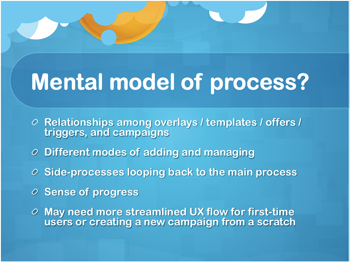 Mental model of process?
Relationships among overlays / templates / offers /
triggers, and campaigns
Different modes of adding and managing
Side-processes looping back to the main process
Sense of progress
May need more streamlined UX flow for first-time
users or creating a new campaign from a scratch